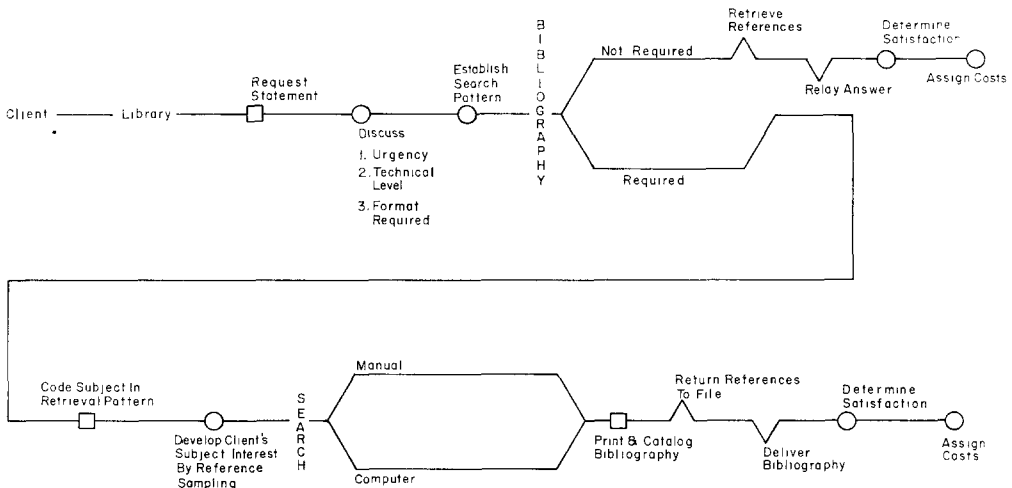 Client
Library
Request
Statement
Discuss
1. Urgency
2. Technical
Level
3. Format
Required
Establish
Search
Pattern
BIBLIOGRAPHY
Not Required
Retrieve
References
Relay Answer
Determine
Satisfaction
Assign Costs
Required
Code Subject In
Retrieval Pattern
Develop Client's
Subject Interest
By Reference
Sampling
SEARCH
Manual
Computer
Print & Catalog
Bibliography
Return References
To File
Deliver
Bibliography
Determine
Satisfaction
Assign
Costs